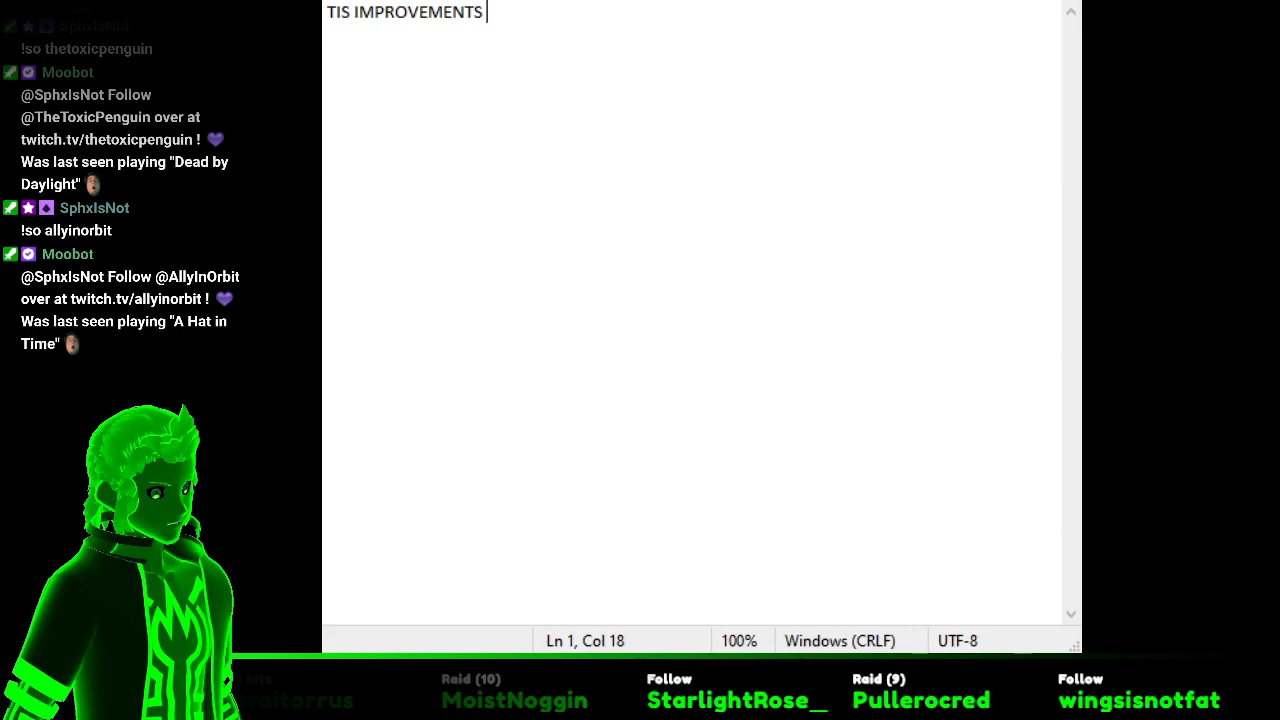 TIS IMPROVEMENTS
SphxIsNot
!so thetoxicpenguin
Moobot
@SphxIsNot Follow
@TheToxicPenguin over at
twitch.tv/thetoxicpenguin !
Was last seen playing "Dead by
Daylight"
SphxIsNot
!so allyinorbit
Moobot
@SphxIsNot Follow @AllyInOrbit
over at twitch.tv/allyinorbit !
Was last seen playing "A Hat in
Time"
Ln 1, Col 18 100% Windows (CRLF) UTF-8
Raid (10) Follow Raid (9) Follow
MoistNoggin StarlightRose_ Pullerocred wingsisnotfat